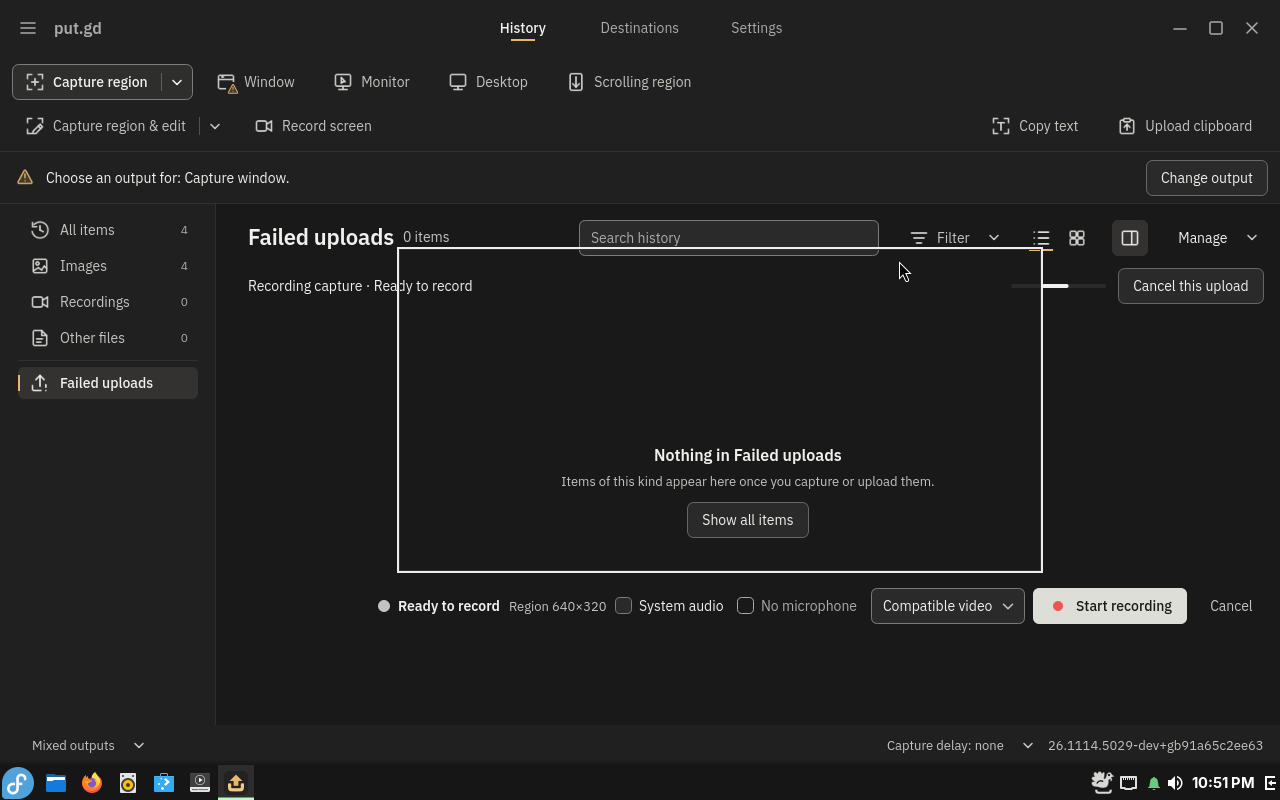 put.gd
History
Destinations
Settings
Capture region
Window
Monitor
Desktop
Scrolling region
Capture region & edit
Record screen
Copy text
Upload clipboard
Choose an output for: Capture window.
Change output
All items 4
Images 4
Recordings 0
Other files 0
Failed uploads
Failed uploads 0 items
Search history
Filter
Manage
Recording capture · Ready to record
Cancel this upload
Nothing in Failed uploads
Items of this kind appear here once you capture or upload them.
Show all items
Ready to record Region 640×320
System audio
No microphone
Compatible video
Start recording
Cancel
Mixed outputs
Capture delay: none
26.1114.5029-dev+gb91a65c2ee63
10:51 PM